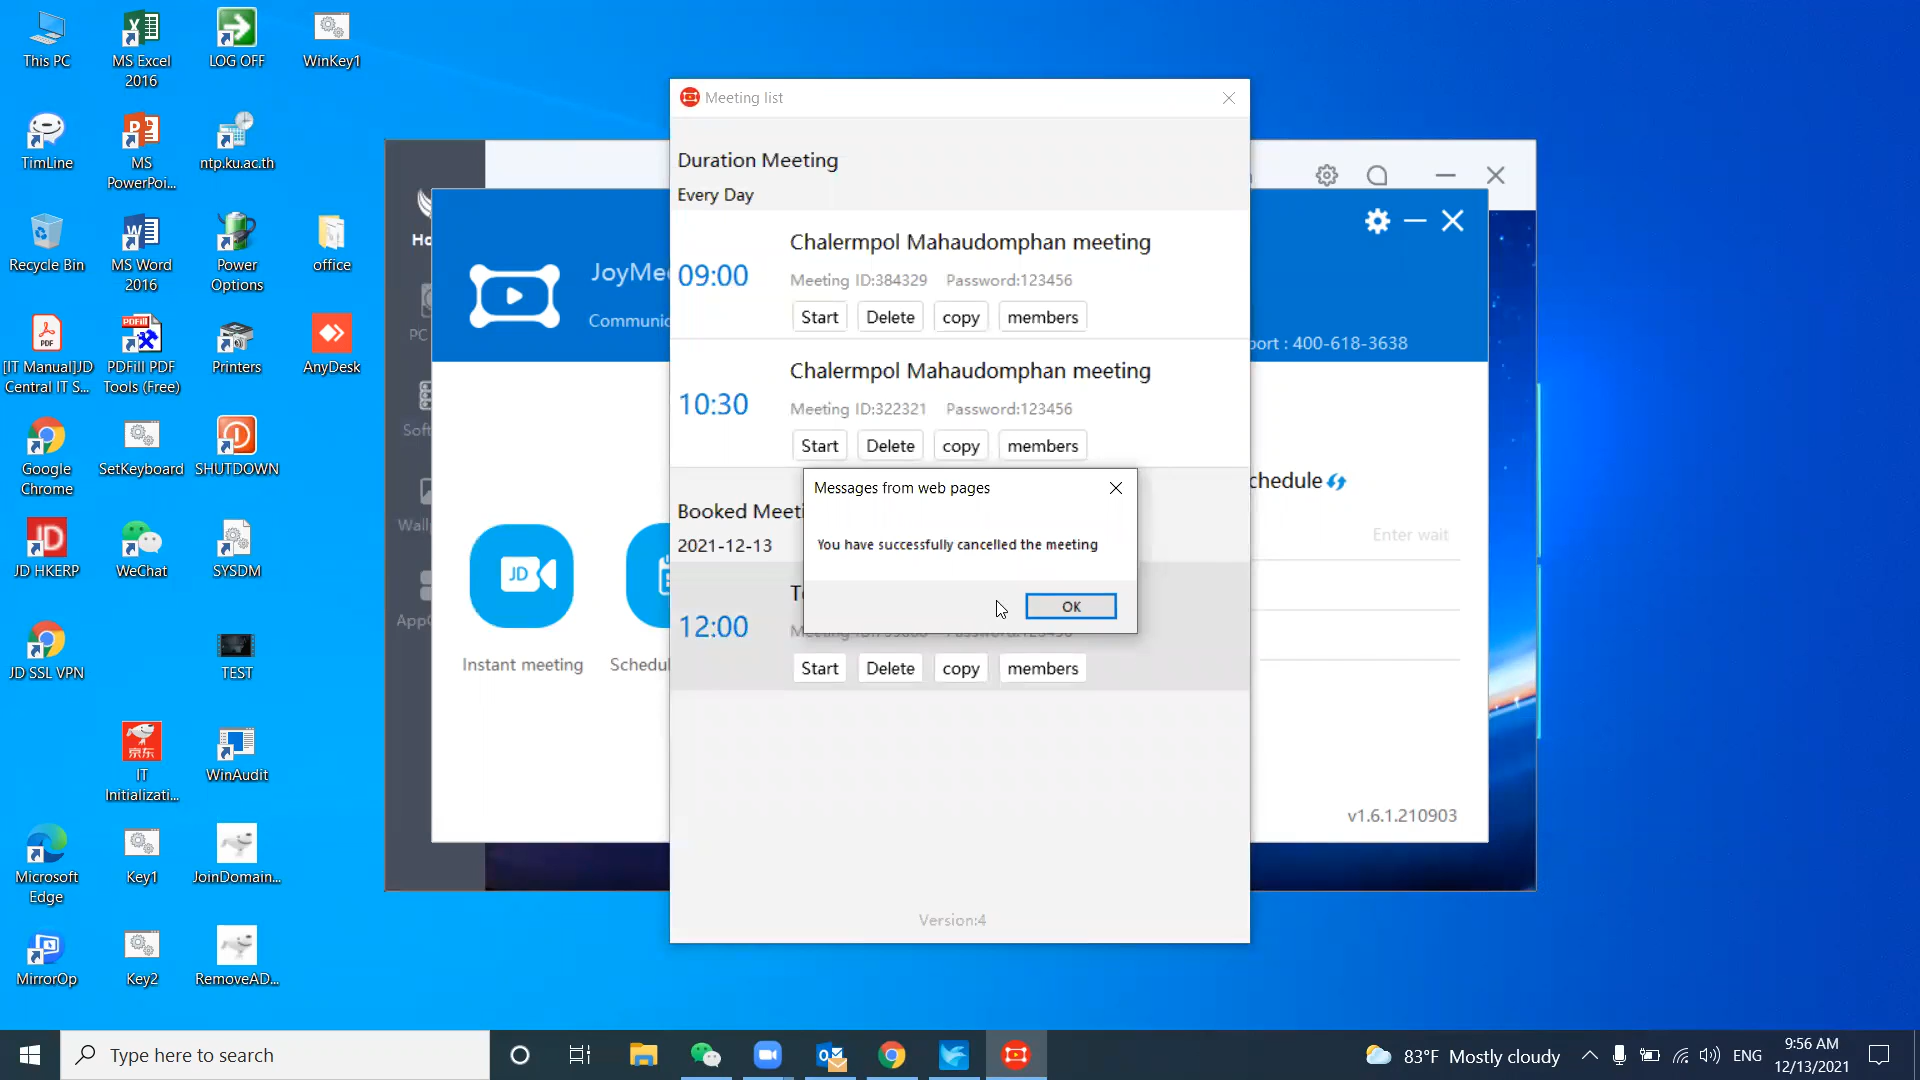 This PC
MS Excel
2016
LOG OFF
WinKey1
TimLine
MS
PowerPoi...
ntp.ku.ac.th
Recycle Bin
MS Word
2016
Power
Options
office
[IT Manual]JD
Central IT S...
PDFill PDF
Tools (Free)
Printers
AnyDesk
Google
Chrome
SetKeyboard
SHUTDOWN
JD HKERP
WeChat
SYSDM
JD SSL VPN
TEST
京东
IT
Initializati...
WinAudit
Microsoft
Edge
Key1
JoinDomain...
MirrorOp
Key2
RemoveAD...
Ho
PC
Soft
Wall
App
JoyMee
Communic
port : 400-618-3638
JD
Instant meeting
Schedul
chedule
Enter wait
v1.6.1.210903
Meeting list
Duration Meeting
Every Day
09:00
Chalermpol Mahaudomphan meeting
Meeting ID:384329 Password:123456
Start Delete copy members
10:30
Chalermpol Mahaudomphan meeting
Meeting ID:322321 Password:123456
Start Delete copy members
Booked Meeti
2021-12-13
12:00
Start Delete copy members
Version:4
Messages from web pages
You have successfully cancelled the meeting
OK
Type here to search
83°F Mostly cloudy
ENG
9:56 AM
12/13/2021